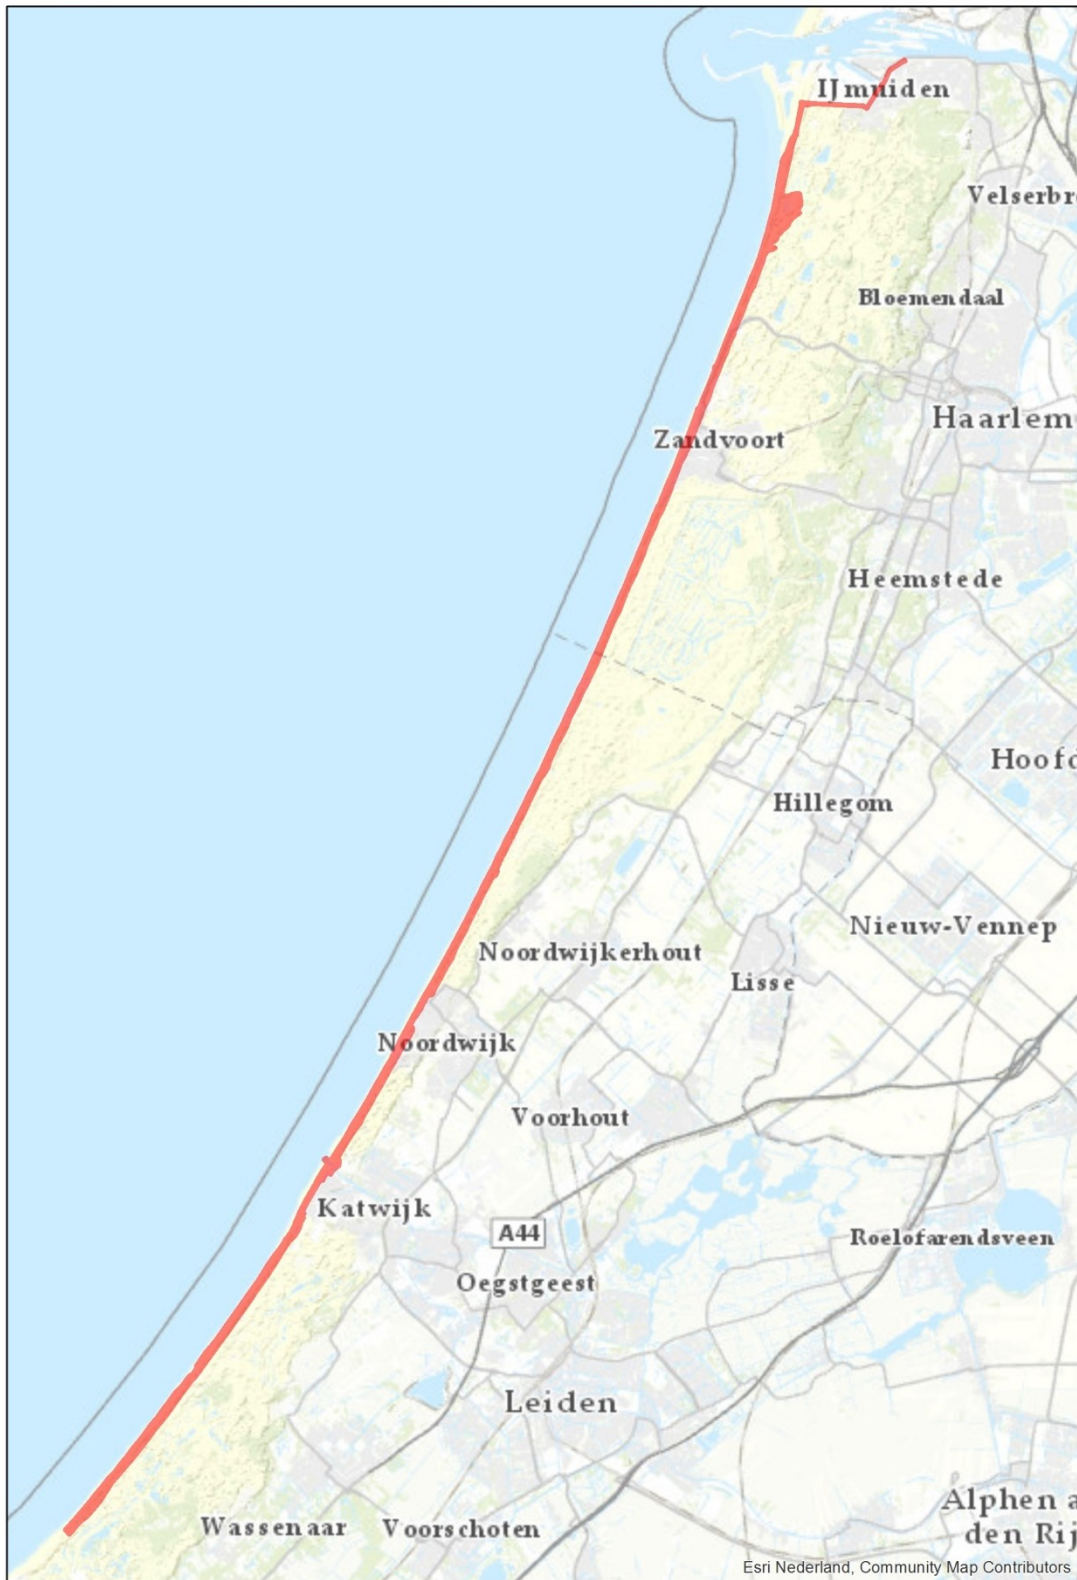 IJmuiden
Velserbr
Bloemendaal
Haarlem
Zandvoort
Heemstede
Hoofd
Hillegom
Nieuw-Vennep
Noordwijkerhout
Lisse
Noordwijk
Voorhout
Katwijk
A44
Roelofarendsveen
Oegstgeest
Leiden
Alphen a
den Rij
Wassenaar
Voorschoten
Esri Nederland, Community Map Contributors